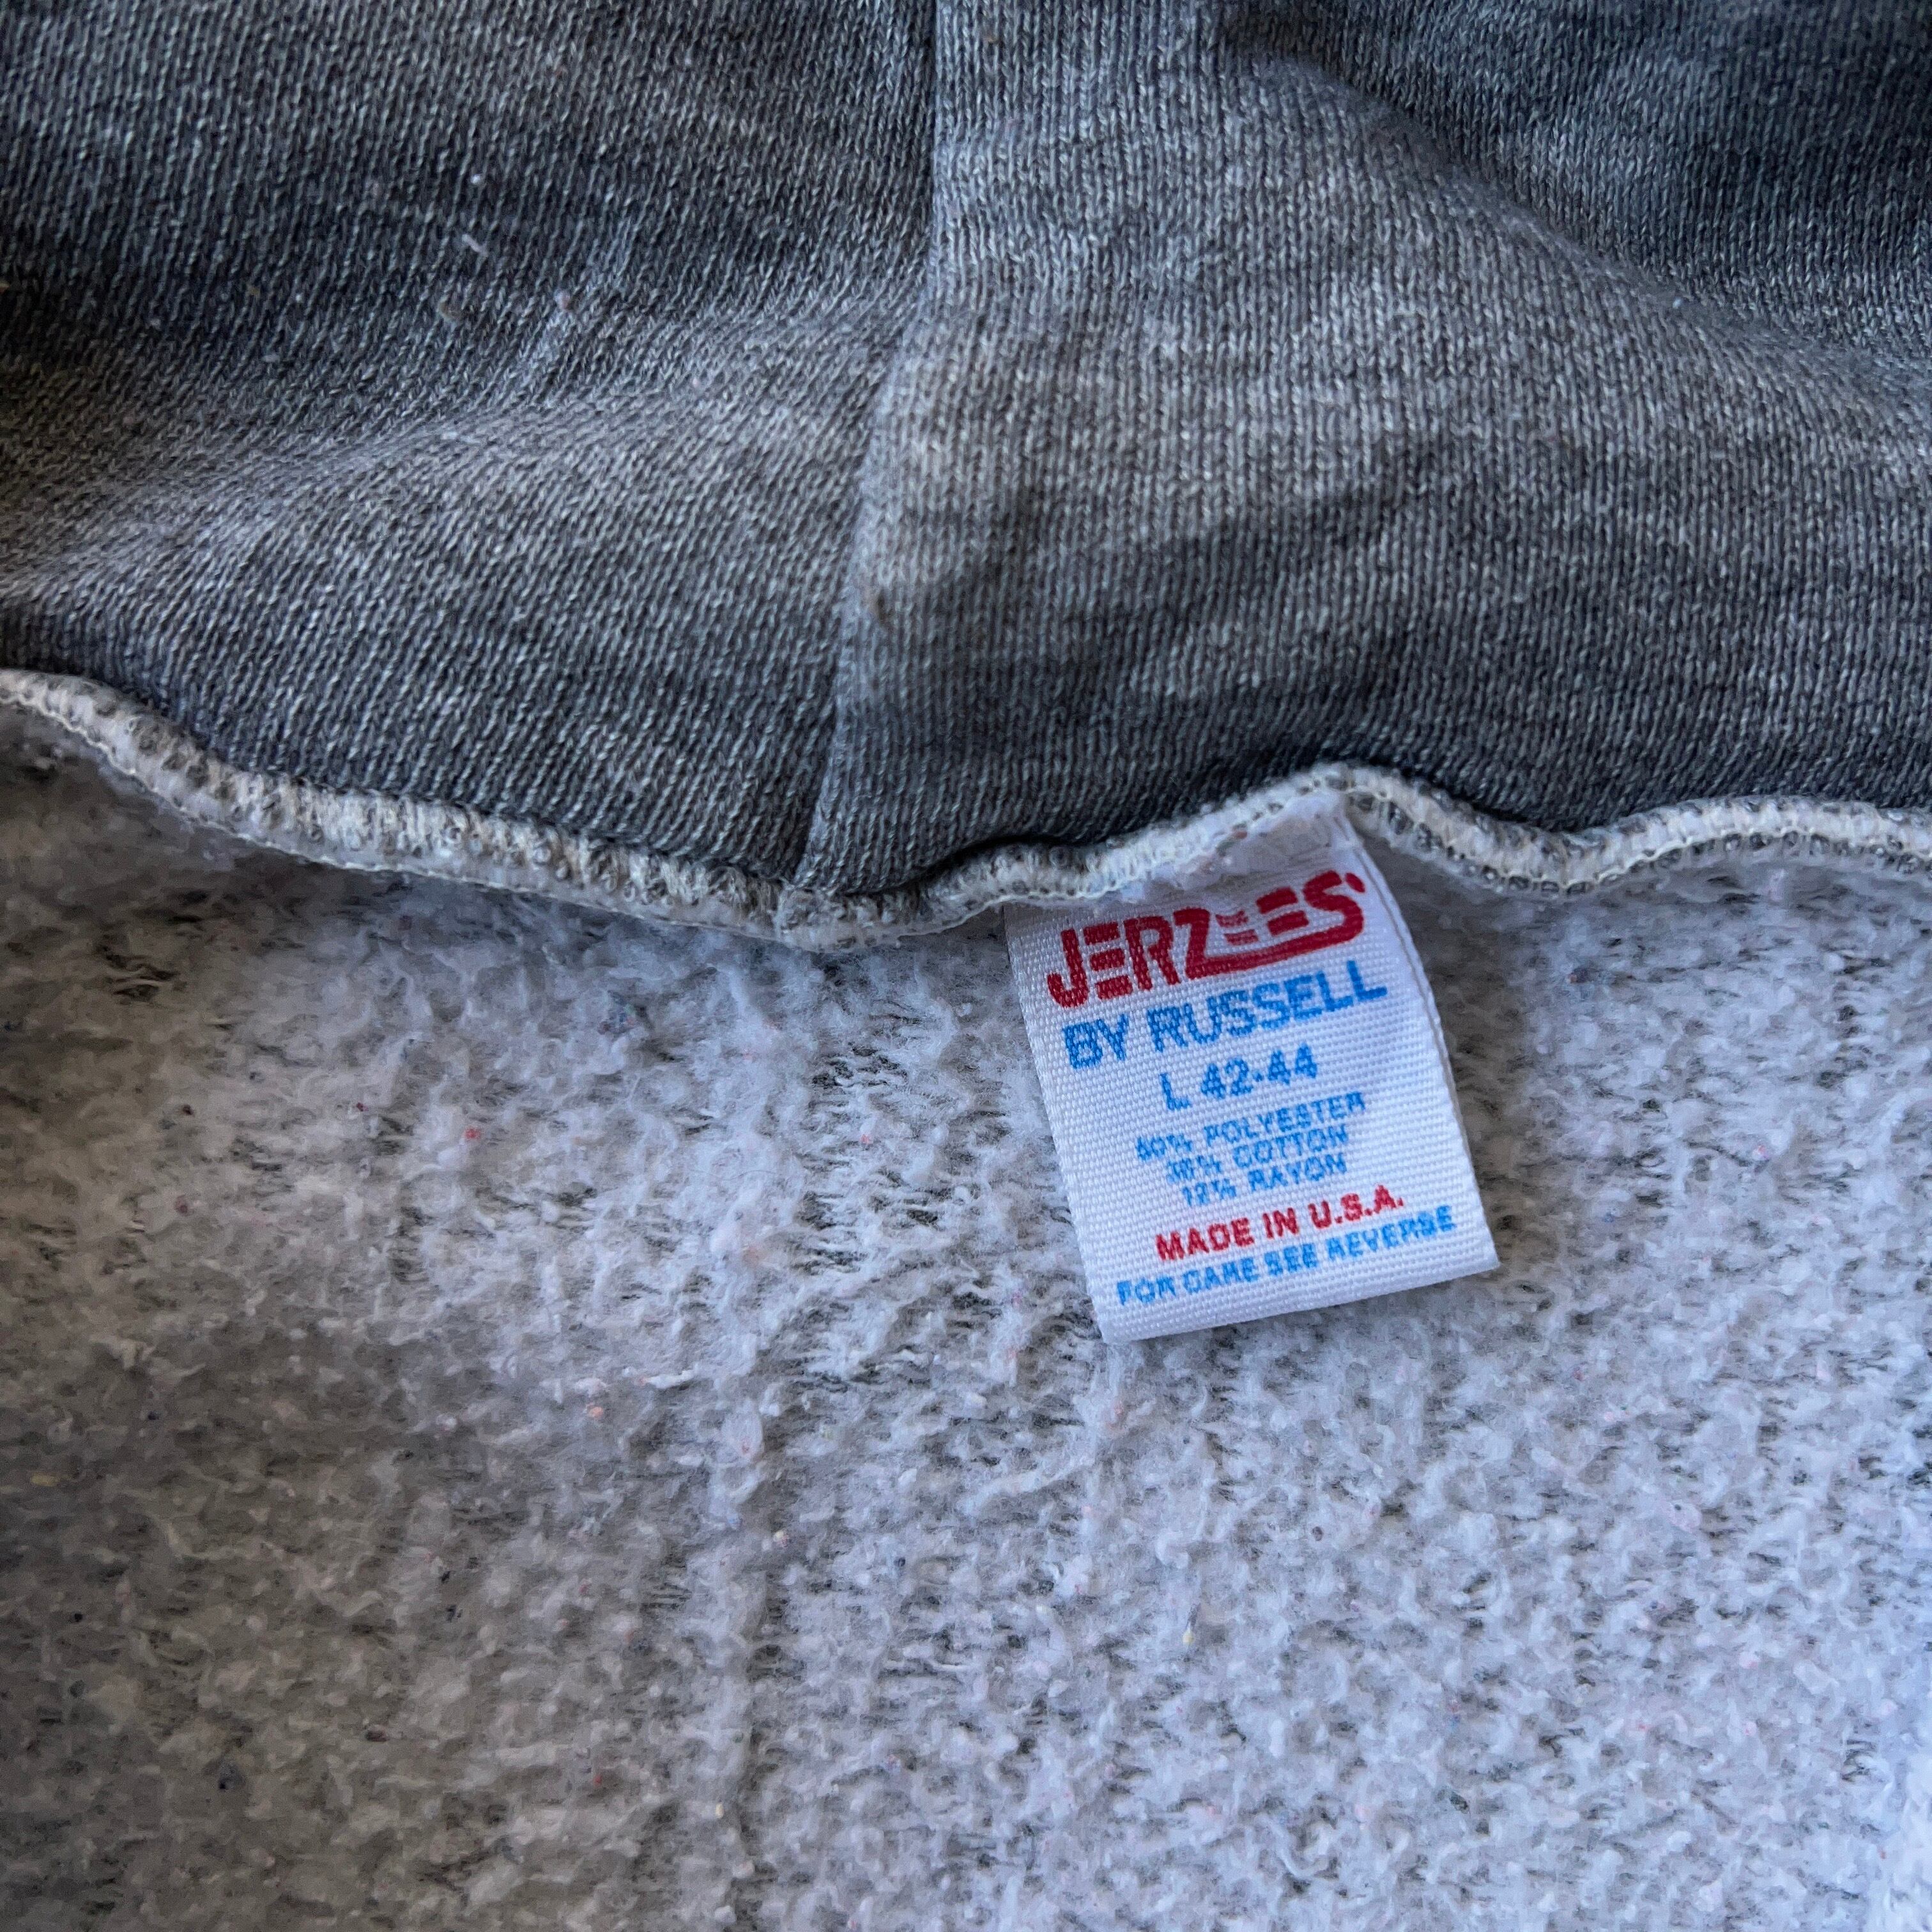 JERZEES
BY RUSSELL
L 42-44
50% POLYESTER
38% COTTON
12% RAYON
MADE IN U.S.A.
FOR CARE SEE REVERSE